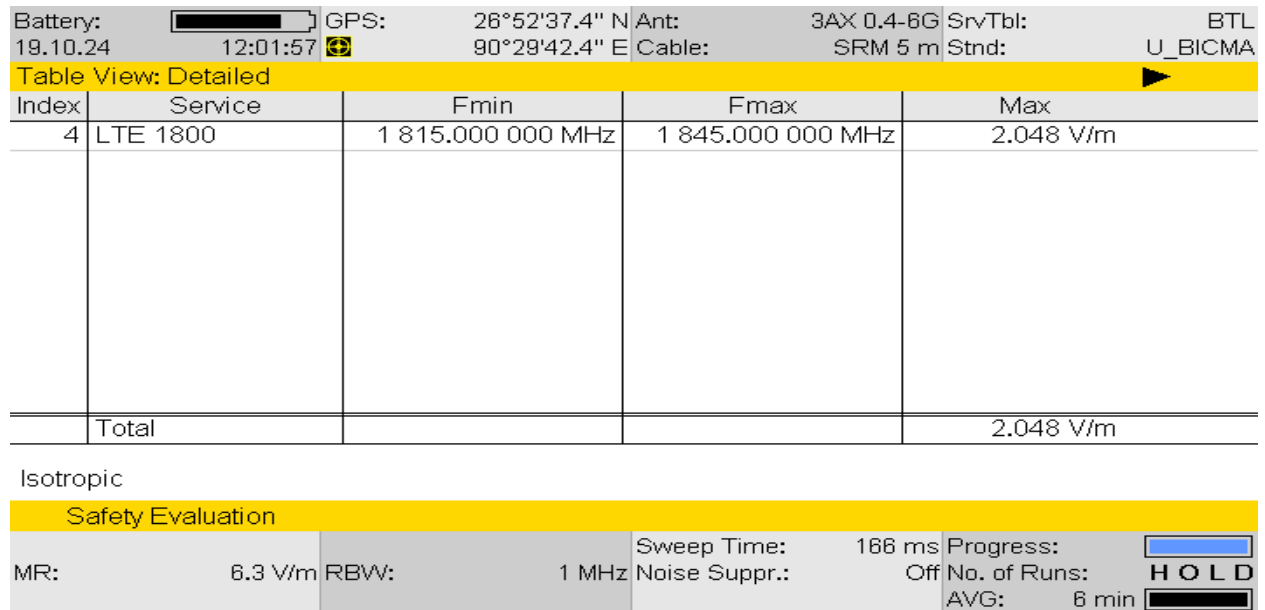 Battery: GPS: 26°52'37.4" N Ant: 3AX 0.4-6G SrvTbl: BTL
19.10.24 12:01:57 90°29'42.4" E Cable: SRM 5 m Stnd: U_BICMA
Table View: Detailed
Index Service Fmin Fmax Max
4 LTE 1800 1 815.000 000 MHz 1 845.000 000 MHz 2.048 V/m
Total 2.048 V/m
Isotropic
Safety Evaluation
Sweep Time: 166 ms Progress:
MR: 6.3 V/m RBW: 1 MHz Noise Suppr.: Off No. of Runs: HOLD
AVG: 6 min